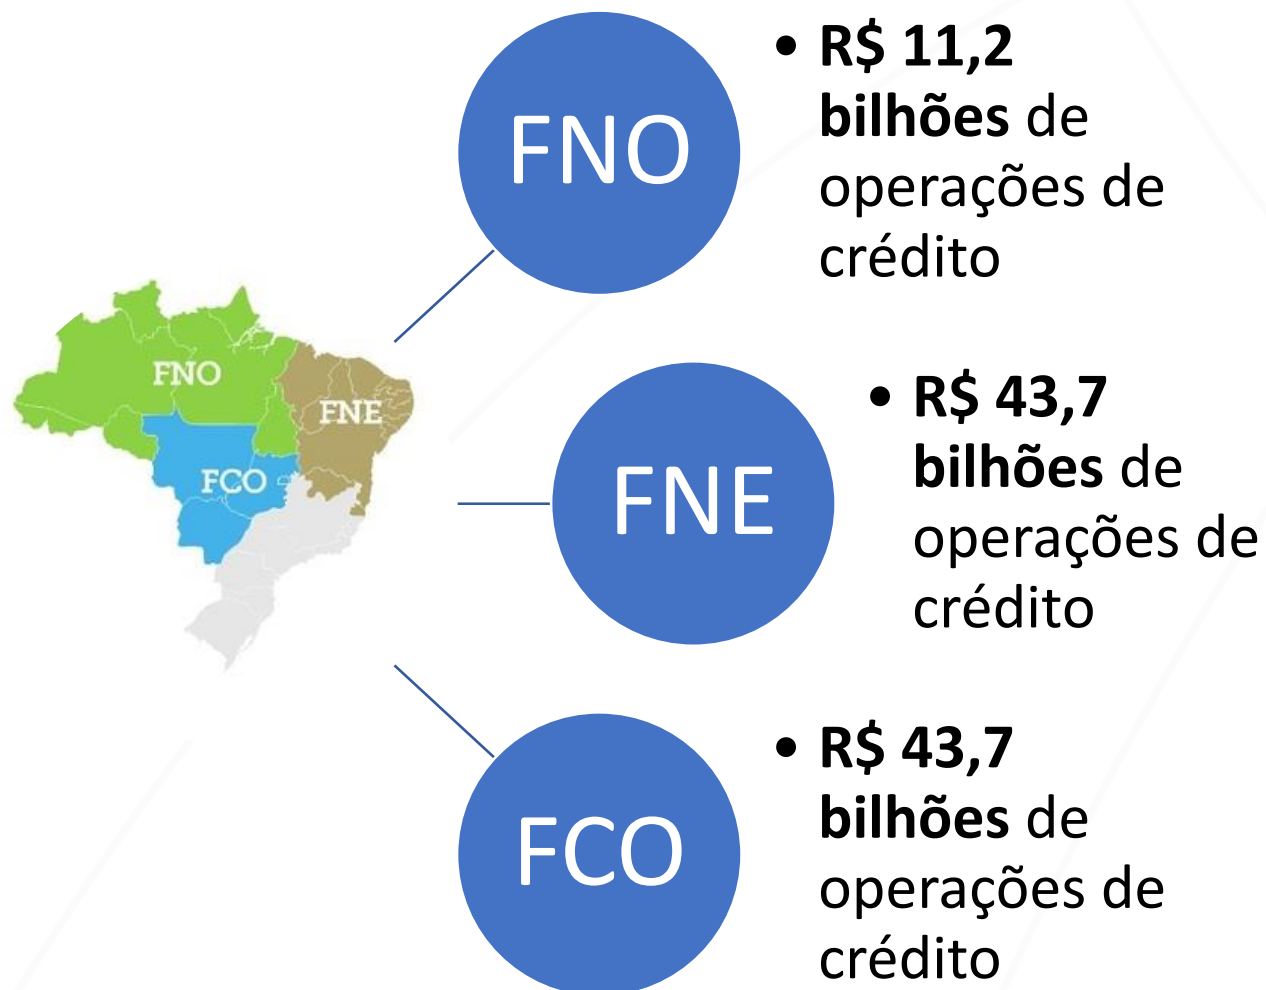 FNO
• R$ 11,2
bilhões de
operações de
crédito
FNO
FNE
FCO
FNE
• R$ 43,7
bilhões de
operações de
crédito
FCO
• R$ 43,7
bilhões de
operações de
crédito